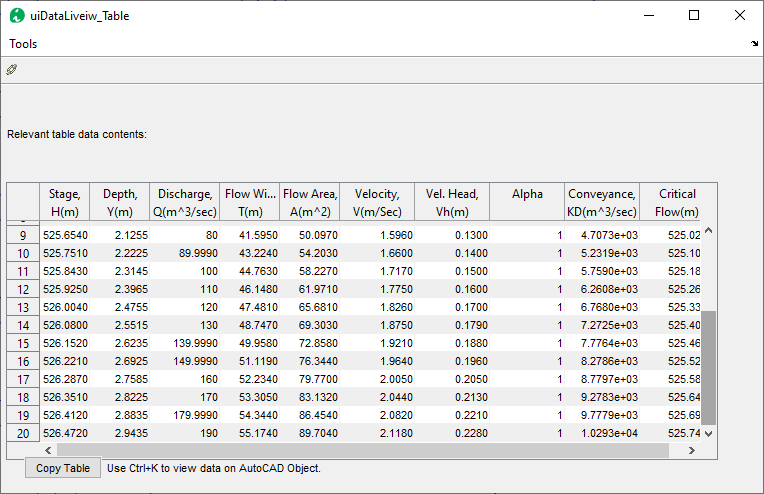 uiDataLiveiw_Table
Tools
Relevant table data contents:
Stage, Depth, Discharge, Flow Wi... Flow Area, Velocity, Vel. Head, Alpha Conveyance, Critical
H(m) Y(m) Q(m^3/sec) T(m) A(m^2) V(m/Sec) Vh(m) KD(m^3/sec) Flow(m)
9 525.6540 2.1255 80 41.5950 50.0970 1.5960 0.1300 1 4.7073e+03 525.02
10 525.7510 2.2225 89.9990 43.2240 54.2030 1.6600 0.1400 1 5.2319e+03 525.10
11 525.8430 2.3145 100 44.7630 58.2270 1.7170 0.1500 1 5.7590e+03 525.18
12 525.9250 2.3965 110 46.1480 61.9710 1.7750 0.1600 1 6.2608e+03 525.26
13 526.0040 2.4755 120 47.4810 65.6810 1.8260 0.1700 1 6.7680e+03 525.33
14 526.0800 2.5515 130 48.7470 69.3030 1.8750 0.1790 1 7.2725e+03 525.40
15 526.1520 2.6235 139.9990 49.9580 72.8580 1.9210 0.1880 1 7.7764e+03 525.46
16 526.2210 2.6925 149.9990 51.1190 76.3440 1.9640 0.1960 1 8.2786e+03 525.52
17 526.2870 2.7585 160 52.2340 79.7700 2.0050 0.2050 1 8.7797e+03 525.58
18 526.3510 2.8225 170 53.3050 83.1320 2.0440 0.2130 1 9.2783e+03 525.64
19 526.4120 2.8835 179.9990 54.3440 86.4540 2.0820 0.2210 1 9.7779e+03 525.69
20 526.4720 2.9435 190 55.1740 89.7040 2.1180 0.2280 1 1.0293e+04 525.74
Copy Table Use Ctrl+K to view data on AutoCAD Object.